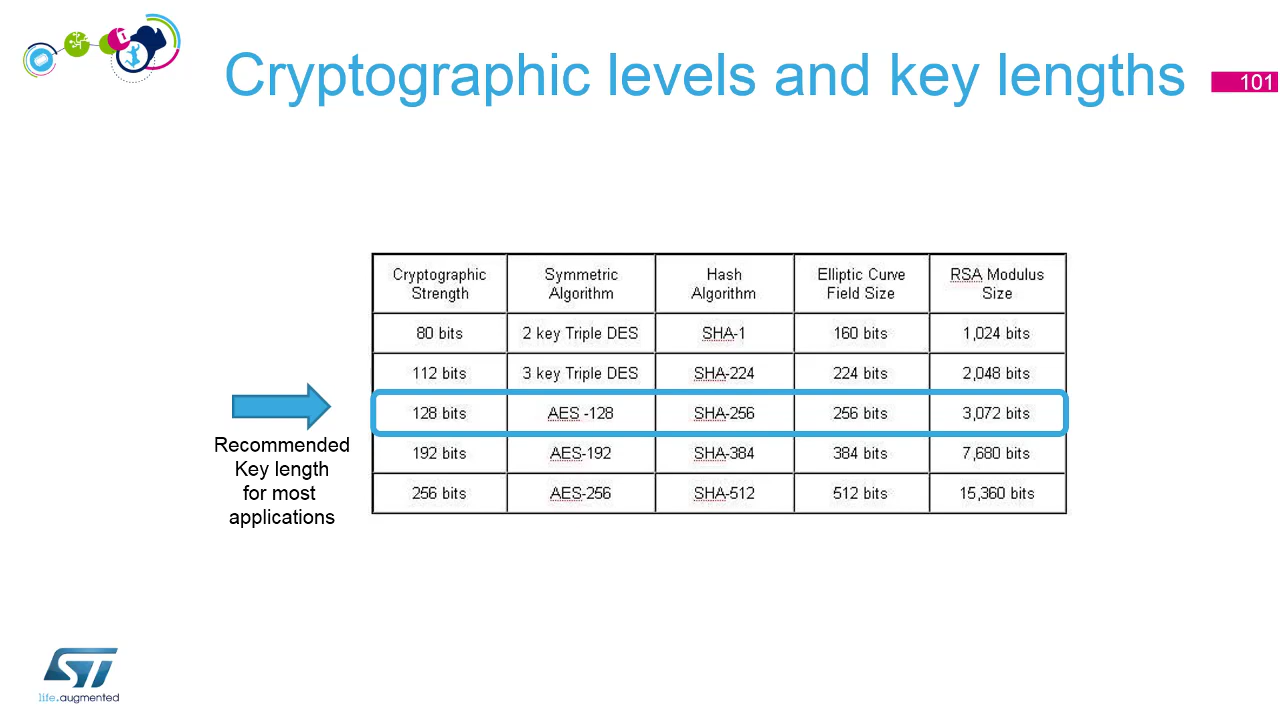 Cryptographic levels and key lengths
101
Cryptographic Strength
Symmetric Algorithm
Hash Algorithm
Elliptic Curve Field Size
RSA Modulus Size
80 bits 2 key Triple DES SHA-1 160 bits 1,024 bits
112 bits 3 key Triple DES SHA-224 224 bits 2,048 bits
128 bits AES -128 SHA-256 256 bits 3,072 bits
192 bits AES-192 SHA-384 384 bits 7,680 bits
256 bits AES-256 SHA-512 512 bits 15,360 bits
Recommended
Key length
for most
applications
ST
life.augmented